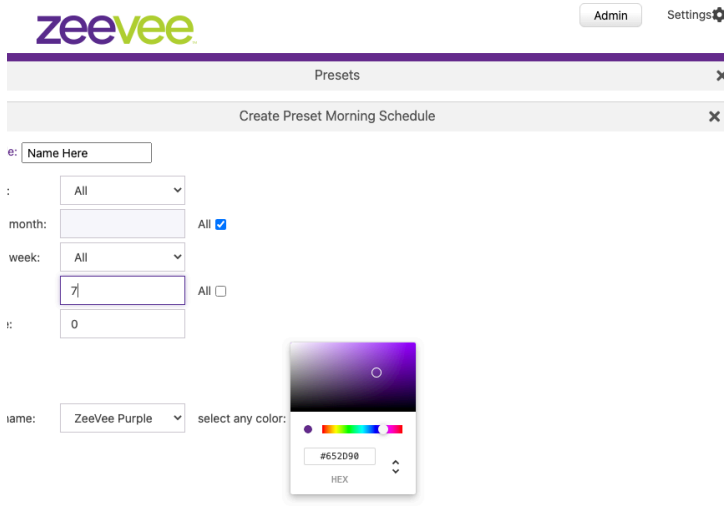 zeevee
Admin
Settings
Presets
Create Preset Morning Schedule
e: Name Here
: All
month: All
week: All
7 All
e: 0
name: ZeeVee Purple select any color:
#652D90
HEX